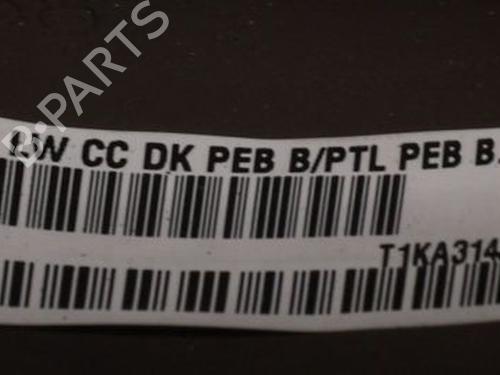 B-PARTS
CC DK PEB B/PTL PEB B
T1KA314